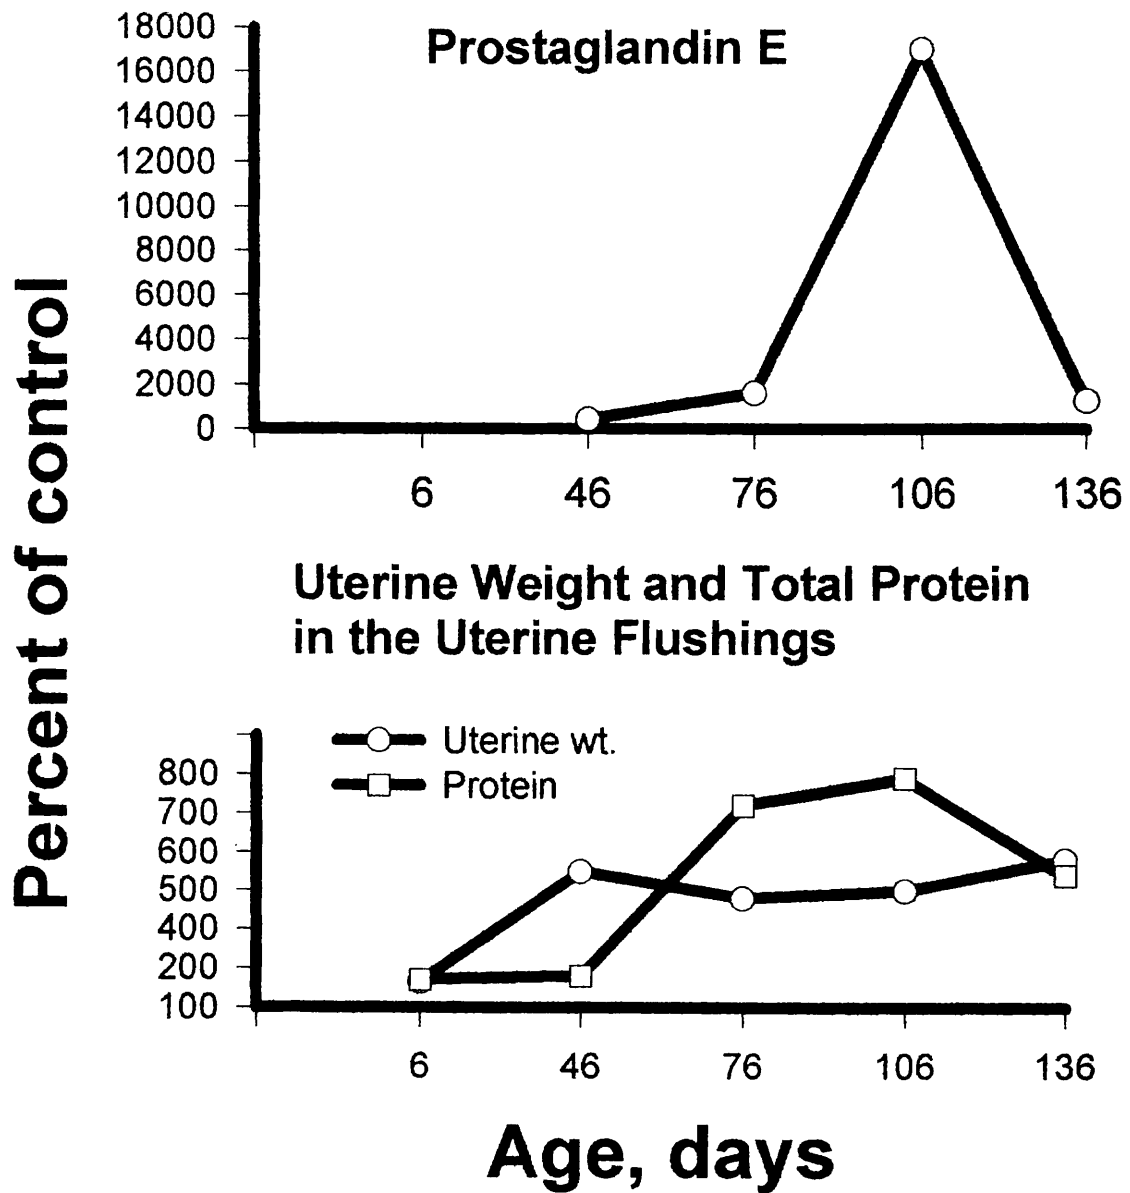 Prostaglandin E
18000
16000
14000
12000
10000
8000
6000
4000
2000
0
6 46 76 106 136
Percent of control
Uterine Weight and Total Protein
in the Uterine Flushings
Uterine wt.
Protein
800
700
600
500
400
200
100
6 46 76 106 136
Age, days